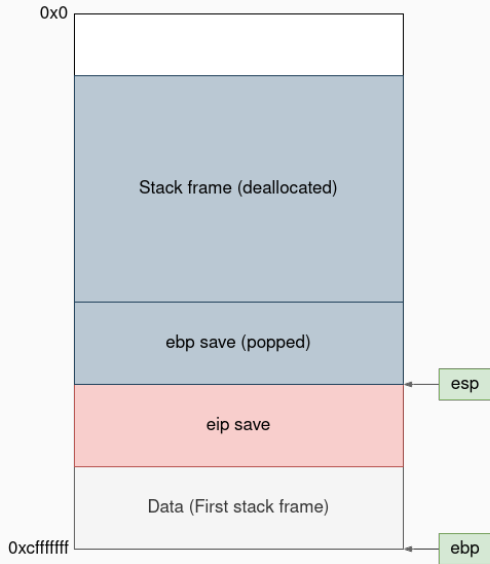 0x0
Stack frame (deallocated)
ebp save (popped)
esp
eip save
Data (First stack frame)
0xcfffffff
ebp